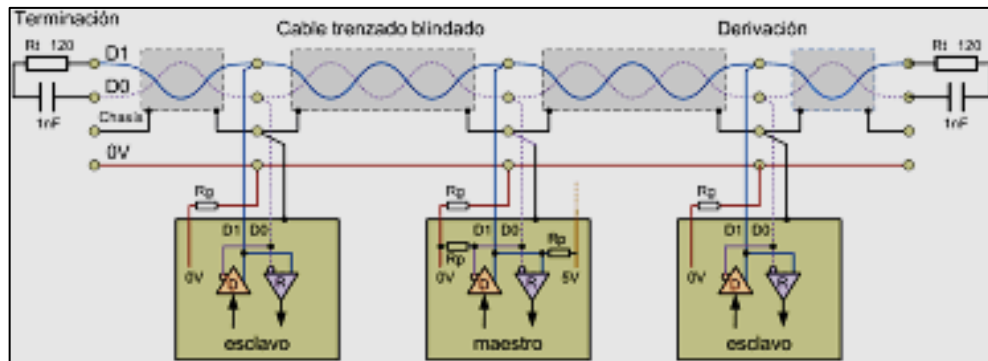 Terminación
Cable trenzado blindado
Derivación
Rt 120
D1
Rt 120
D0
1nF
Chasis
1nF
0V
Rp
Rp
Rp
D1 D0
D1 D0
D1 D0
Rp
Rp
0V
D
R
0V
D
R
5V
0V
D
R
esclavo
maestro
esclavo